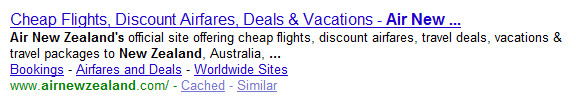 Cheap Flights, Discount Airfares, Deals & Vacations - Air New ...
Air New Zealand's official site offering cheap flights, discount airfares, travel deals, vacations &
travel packages to New Zealand, Australia, ...
Bookings - Airfares and Deals - Worldwide Sites
www.airnewzealand.com/ - Cached - Similar